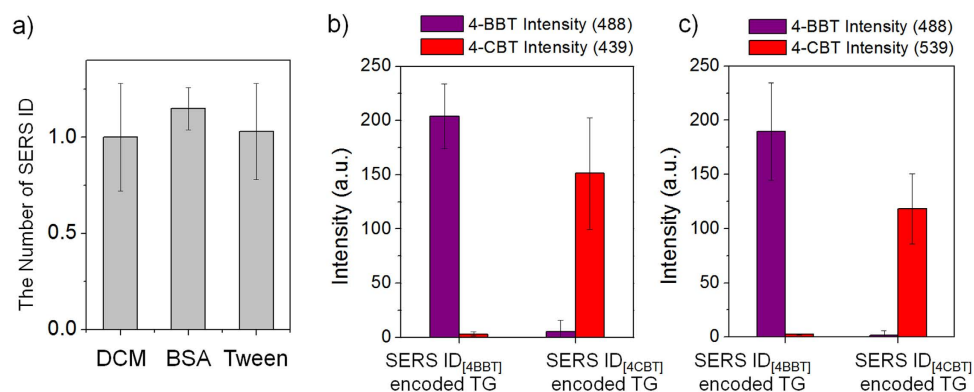 a)
The Number of SERS ID
1.0
0.5
0.0
DCM BSA Tween
b)
4-BBT Intensity (488)
4-CBT Intensity (439)
Intensity (a.u.)
250
200
150
100
50
0
SERS ID[4BBT] SERS ID[4CBT]
encoded TG encoded TG
c)
4-BBT Intensity (488)
4-CBT Intensity (539)
Intensity (a.u.)
250
200
150
100
50
0
SERS ID[4BBT] SERS ID[4CBT]
encoded TG encoded TG